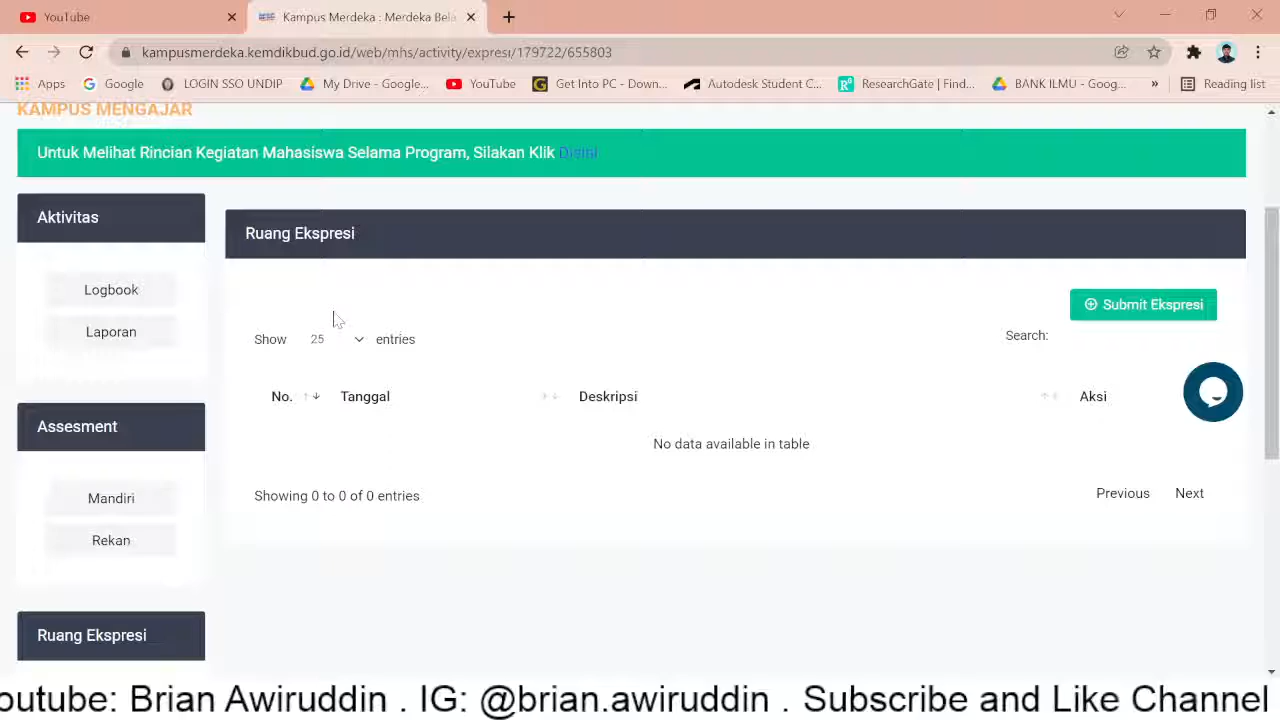 YouTube
Kampus Merdeka : Merdeka Bela
kampusmerdeka.kemdikbud.go.id/web/mhs/activity/expresi/179722/655803
Apps Google LOGIN SSO UNDIP My Drive - Google... YouTube Get Into PC - Down... Autodesk Student C... ResearchGate | Find... BANK ILMU - Goog... » Reading list
KAMPUS MENGAJAR
Untuk Melihat Rincian Kegiatan Mahasiswa Selama Program, Silakan Klik Disini
Aktivitas
Logbook
Laporan
Assesment
Mandiri
Rekan
Ruang Ekspresi
Ruang Ekspresi
Submit Ekspresi
Show 25 entries
Search:
No. Tanggal Deskripsi Aksi
No data available in table
Showing 0 to 0 of 0 entries
Previous Next
outube: Brian Awiruddin . IG: @brian.awiruddin . Subscribe and Like Channel